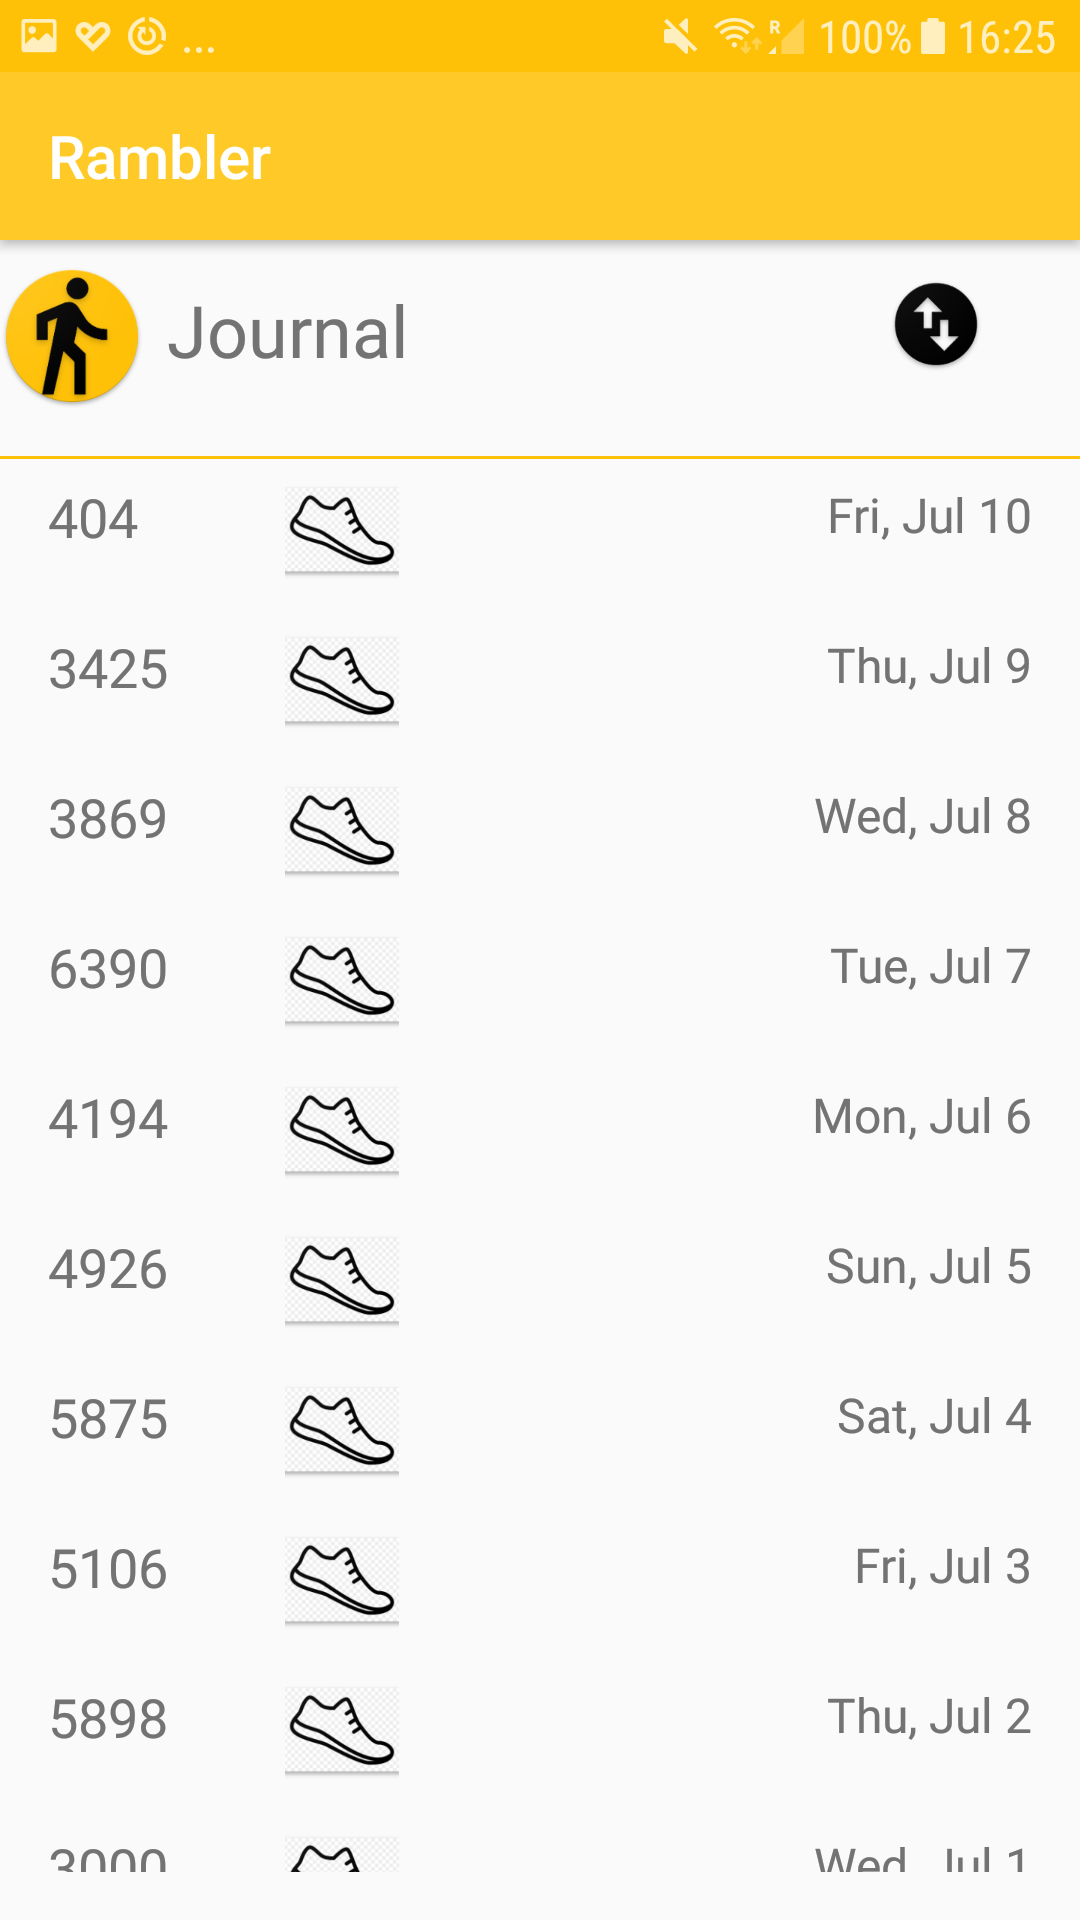 ... R 100% 16:25
Rambler
Journal
404 Fri, Jul 10
3425 Thu, Jul 9
3869 Wed, Jul 8
6390 Tue, Jul 7
4194 Mon, Jul 6
4926 Sun, Jul 5
5875 Sat, Jul 4
5106 Fri, Jul 3
5898 Thu, Jul 2
Wed, Jul 1